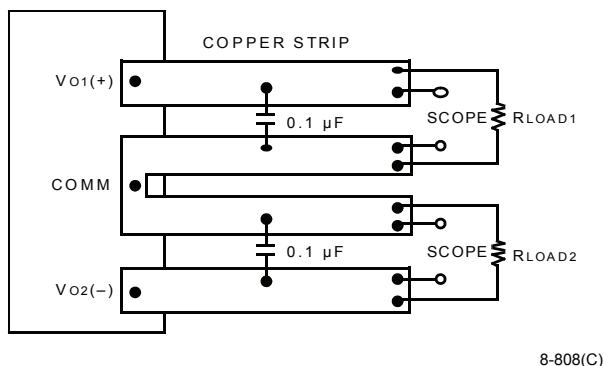 COPPER STRIP
VO1(+)
0.1 µF
SCOPE
RLOAD1
COMM
0.1 µF
SCOPE
RLOAD2
VO2(–)
8-808(C)